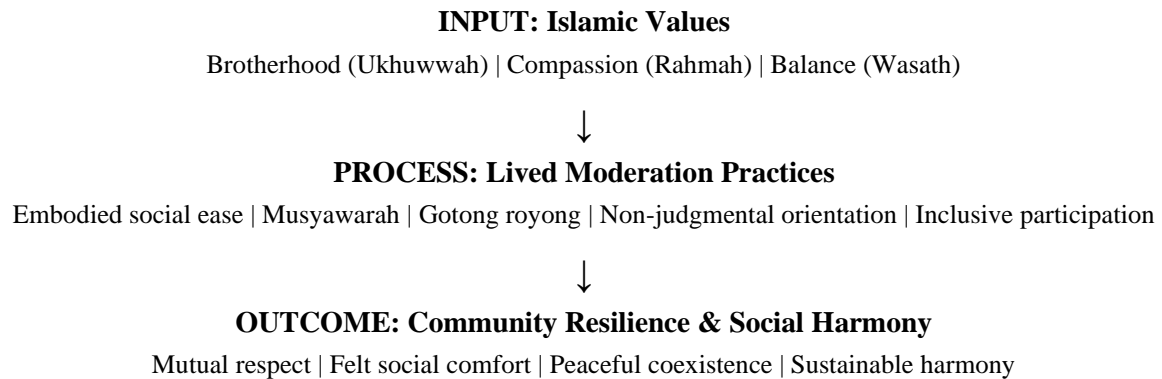 INPUT: Islamic Values
Brotherhood (Ukhuwwah) | Compassion (Rahmah) | Balance (Wasath)
↓
PROCESS: Lived Moderation Practices
Embodied social ease | Musyawarah | Gotong royong | Non-judgmental orientation | Inclusive participation
↓
OUTCOME: Community Resilience & Social Harmony
Mutual respect | Felt social comfort | Peaceful coexistence | Sustainable harmony